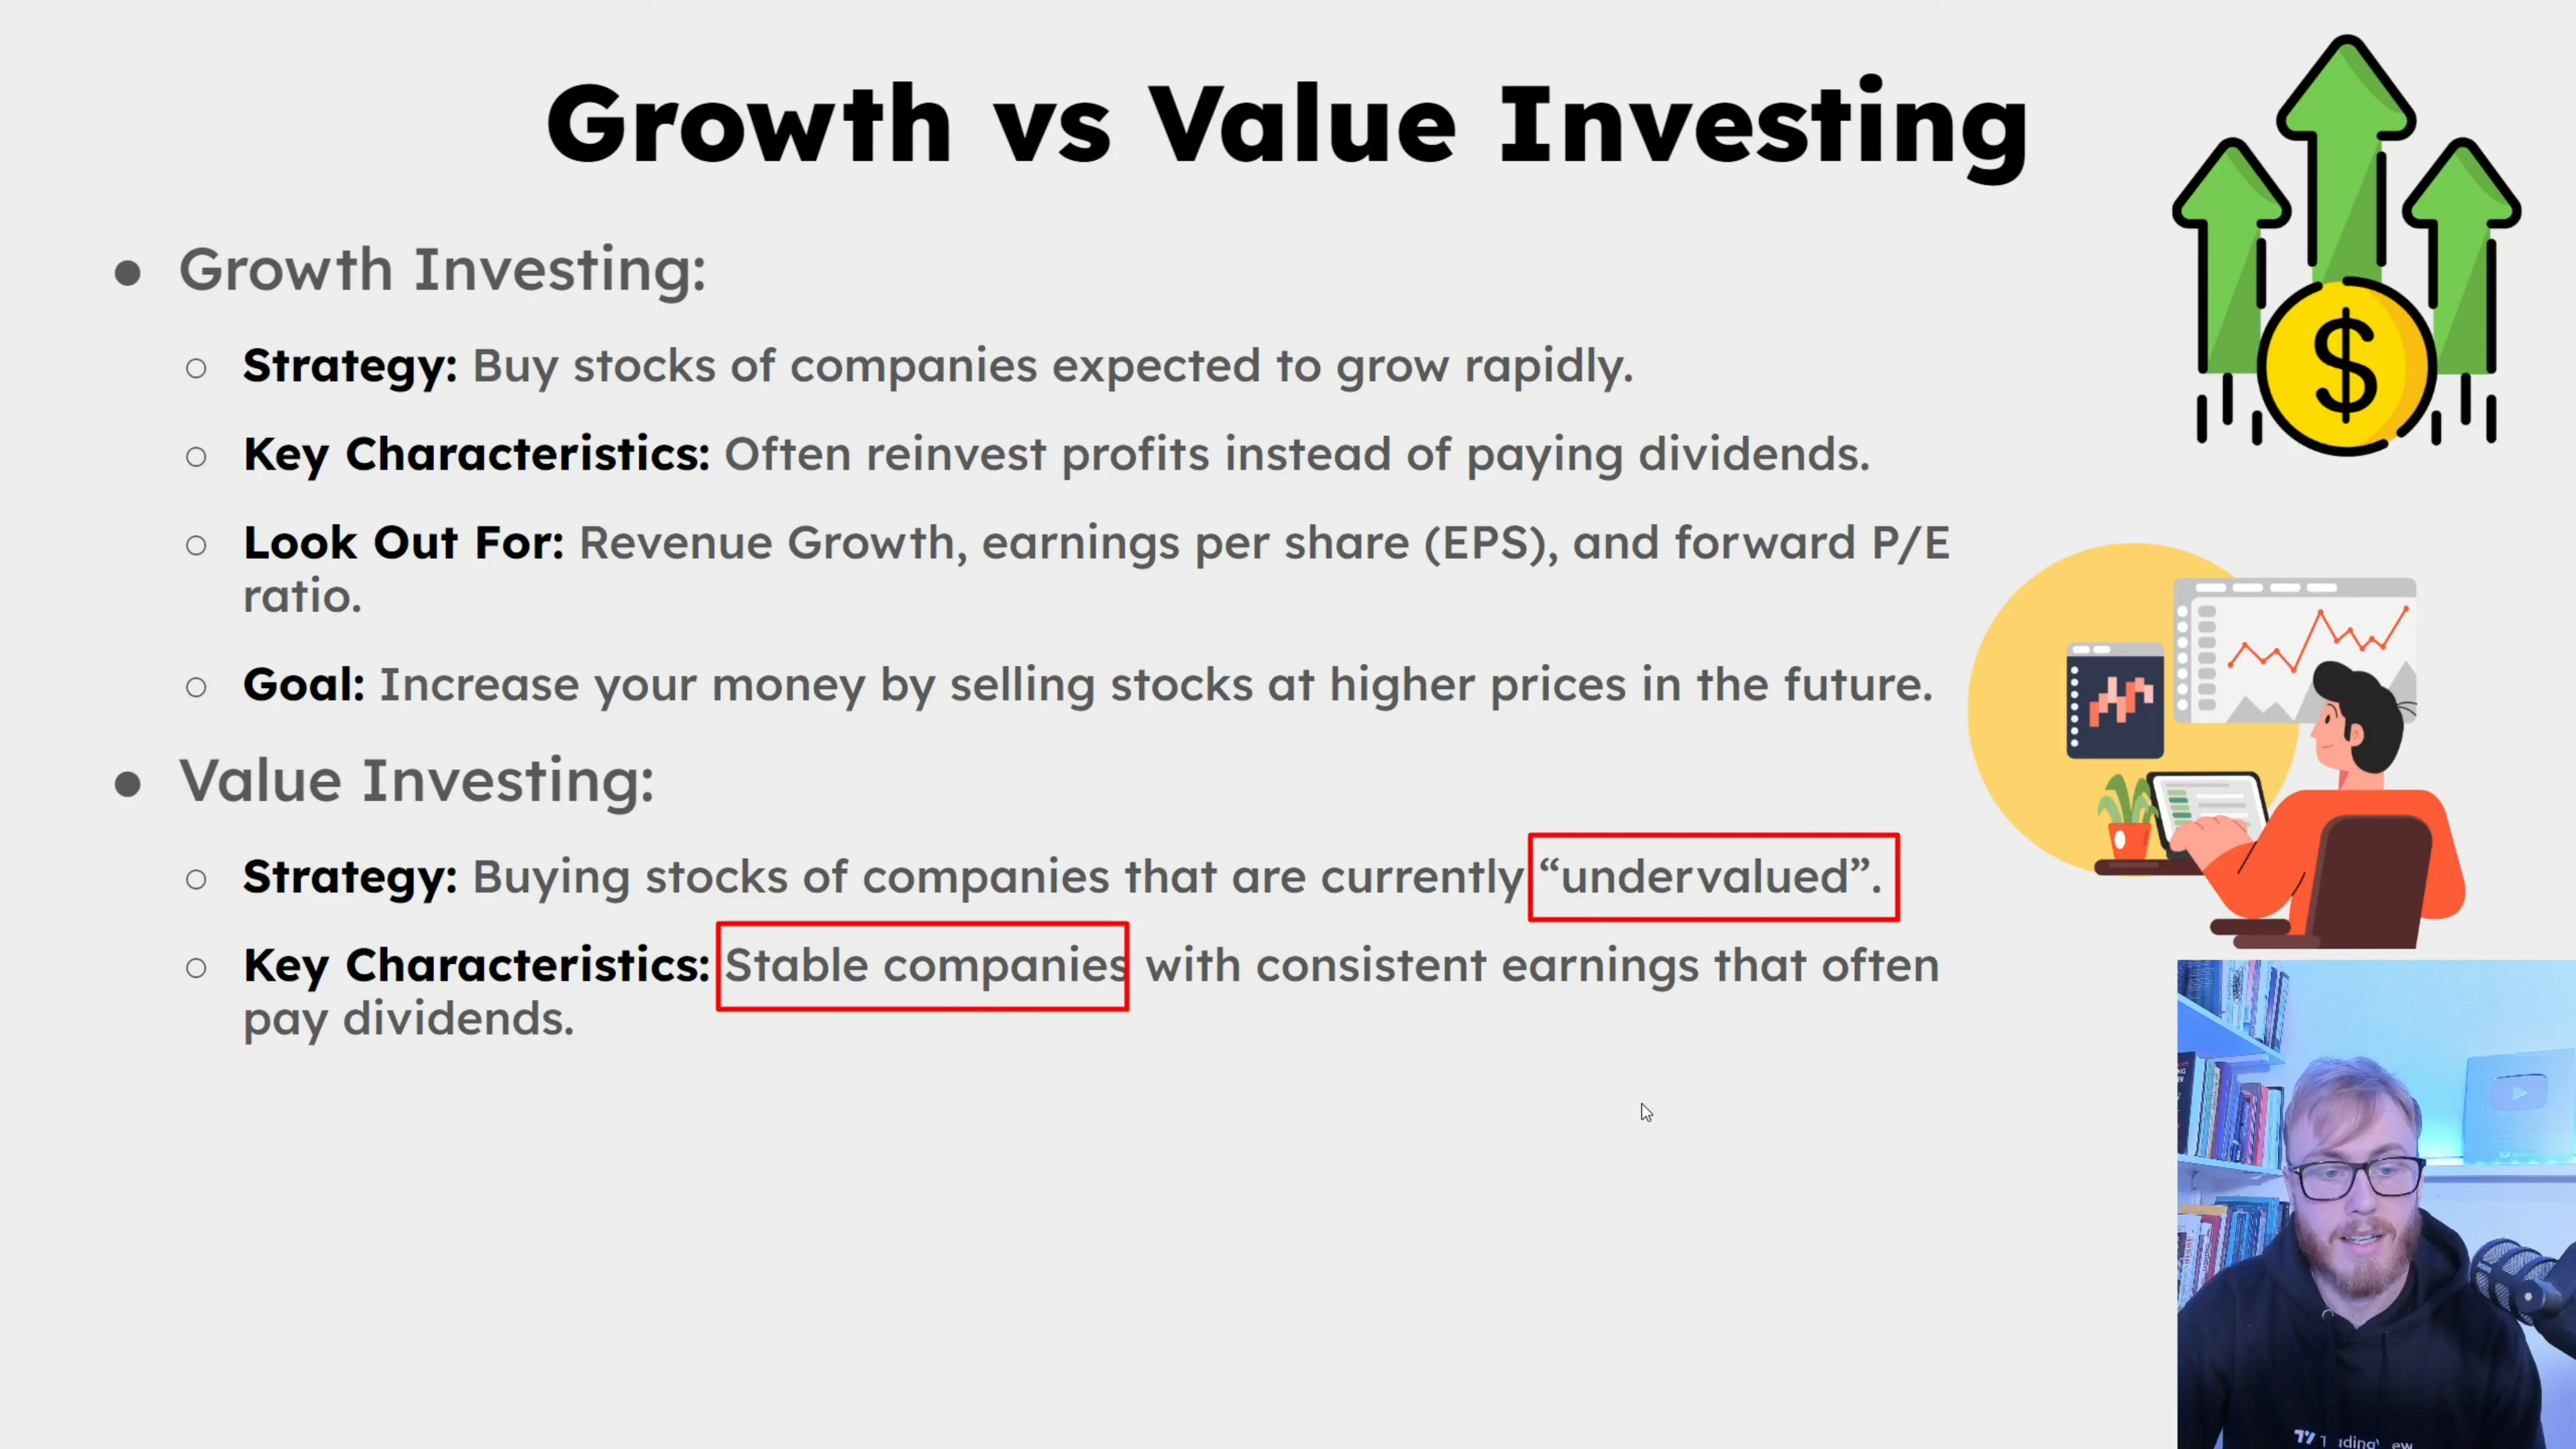 Growth vs Value Investing
● Growth Investing:
○ Strategy: Buy stocks of companies expected to grow rapidly.
○ Key Characteristics: Often reinvest profits instead of paying dividends.
○ Look Out For: Revenue Growth, earnings per share (EPS), and forward P/E
ratio.
○ Goal: Increase your money by selling stocks at higher prices in the future.
● Value Investing:
○ Strategy: Buying stocks of companies that are currently “undervalued”.
○ Key Characteristics: Stable companies with consistent earnings that often
pay dividends.
$